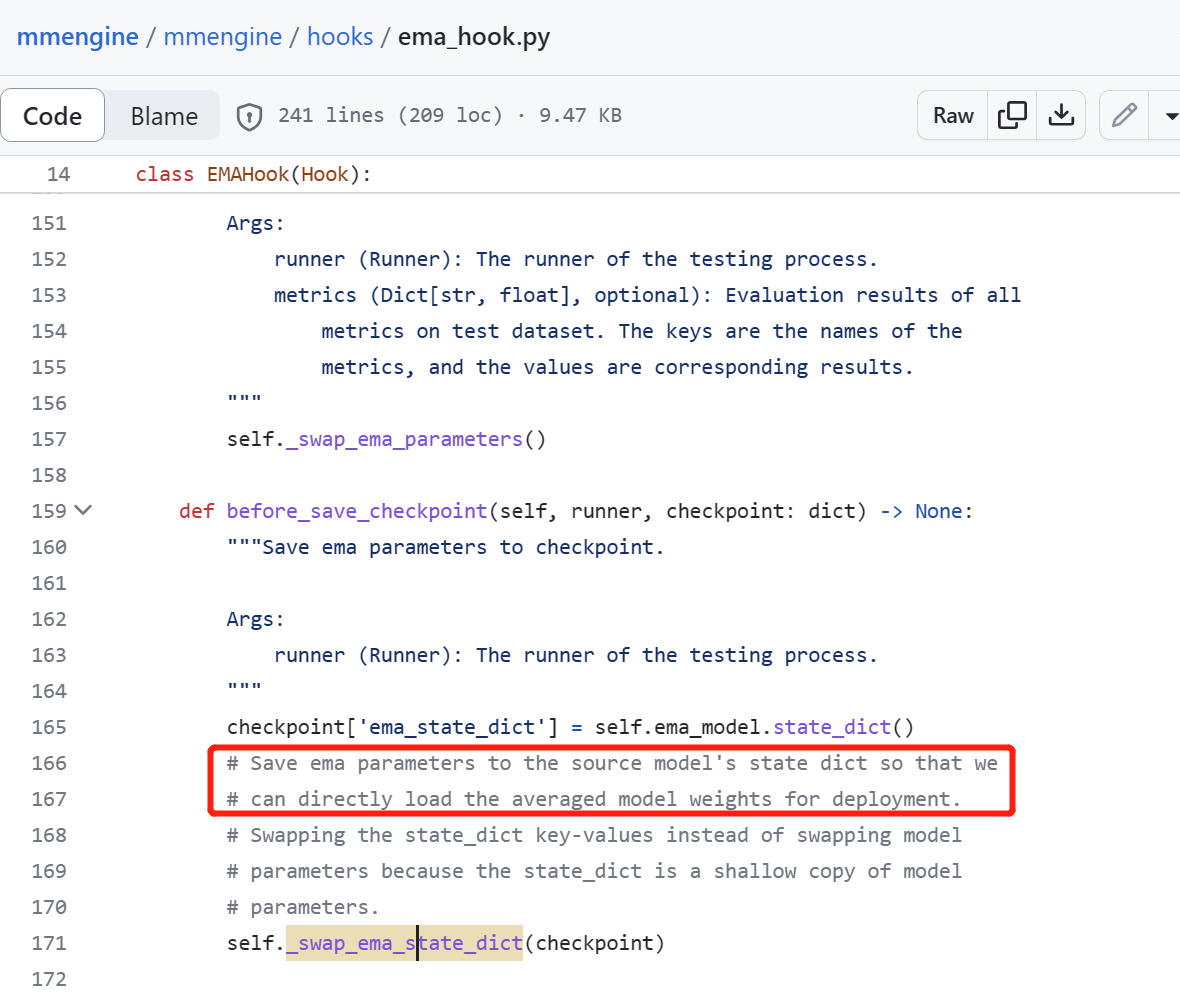 mmengine / mmengine / hooks / ema_hook.py
Code Blame 241 lines (209 loc) · 9.47 KB Raw
14 class EMAHook(Hook):
151 Args:
152 runner (Runner): The runner of the testing process.
153 metrics (Dict[str, float], optional): Evaluation results of all
154 metrics on test dataset. The keys are the names of the
155 metrics, and the values are corresponding results.
156 """
157 self._swap_ema_parameters()
158
159 def before_save_checkpoint(self, runner, checkpoint: dict) -> None:
160 """Save ema parameters to checkpoint.
161
162 Args:
163 runner (Runner): The runner of the testing process.
164 """
165 checkpoint['ema_state_dict'] = self.ema_model.state_dict()
166 # Save ema parameters to the source model's state dict so that we
167 # can directly load the averaged model weights for deployment.
168 # Swapping the state_dict key-values instead of swapping model
169 # parameters because the state_dict is a shallow copy of model
170 # parameters.
171 self._swap_ema_state_dict(checkpoint)
172